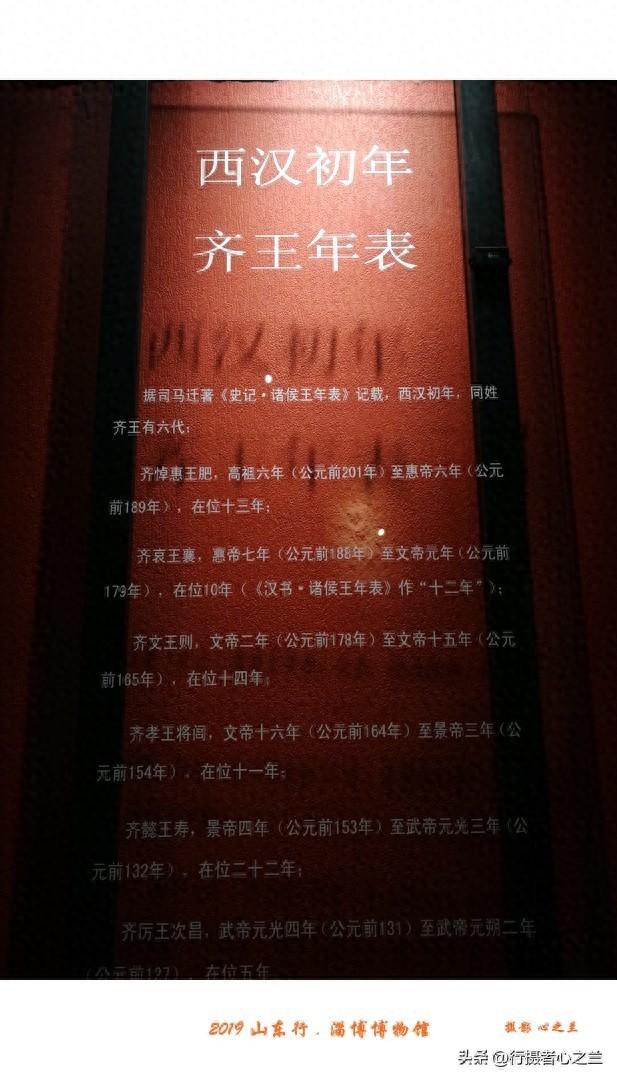 西汉初年
齐王年表
据司马迁著《史记·诸侯王年表》记载，西汉初年，同姓
齐王有六代：
齐悼惠王肥，高祖六年（公元前201年）至惠帝六年（公元
前189年），在位十三年；
齐哀王襄，惠帝七年（公元前188年）至文帝元年（公元前
179年），在位10年（《汉书·诸侯王年表》作“十二年”）；
齐文王则，文帝二年（公元前178年）至文帝十五年（公元
前165年），在位十四年；
齐孝王将闾，文帝十六年（公元前164年）至景帝三年（公
元前154年），在位十一年；
齐懿王寿，景帝四年（公元前153年）至武帝元光三年（公
元前132年），在位二十二年；
齐厉王次昌，武帝元光四年（公元前131）至武帝元朔二年
（公元前127），在位五年。
2019 山东行．淄博博物馆
摄影 心之兰
头条 @行摄者心之兰